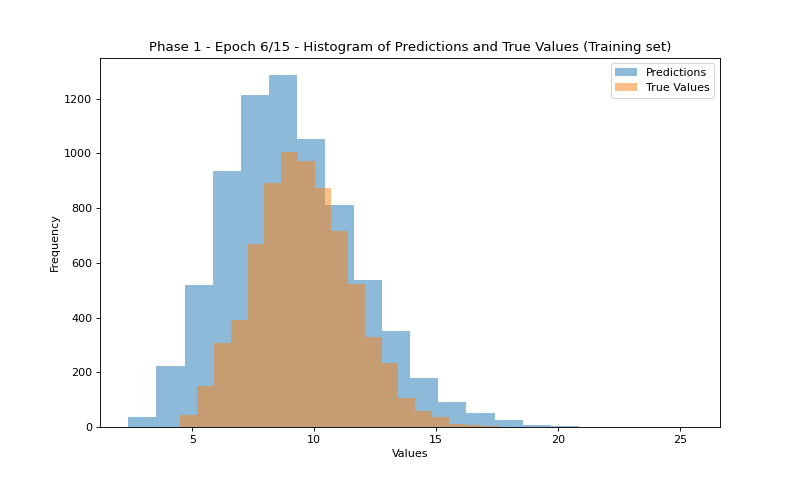 Phase 1 - Epoch 6/15 - Histogram of Predictions and True Values (Training set)
Predictions
True Values
1200
1000
800
600
400
200
0
Frequency
5 10 15 20 25
Values